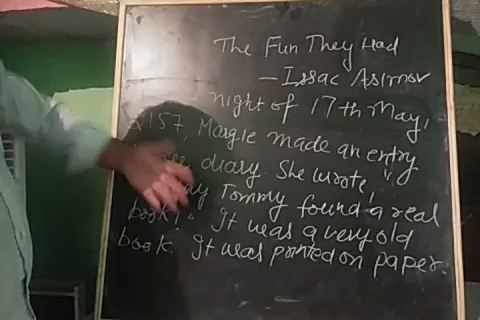 The Fun They Had
— Issac Asimov
night of 17th May,
2157, Margie made an entry
diary. She wrote, "
Tommy found a real
book!" It was a very old
book. It was printed on paper.